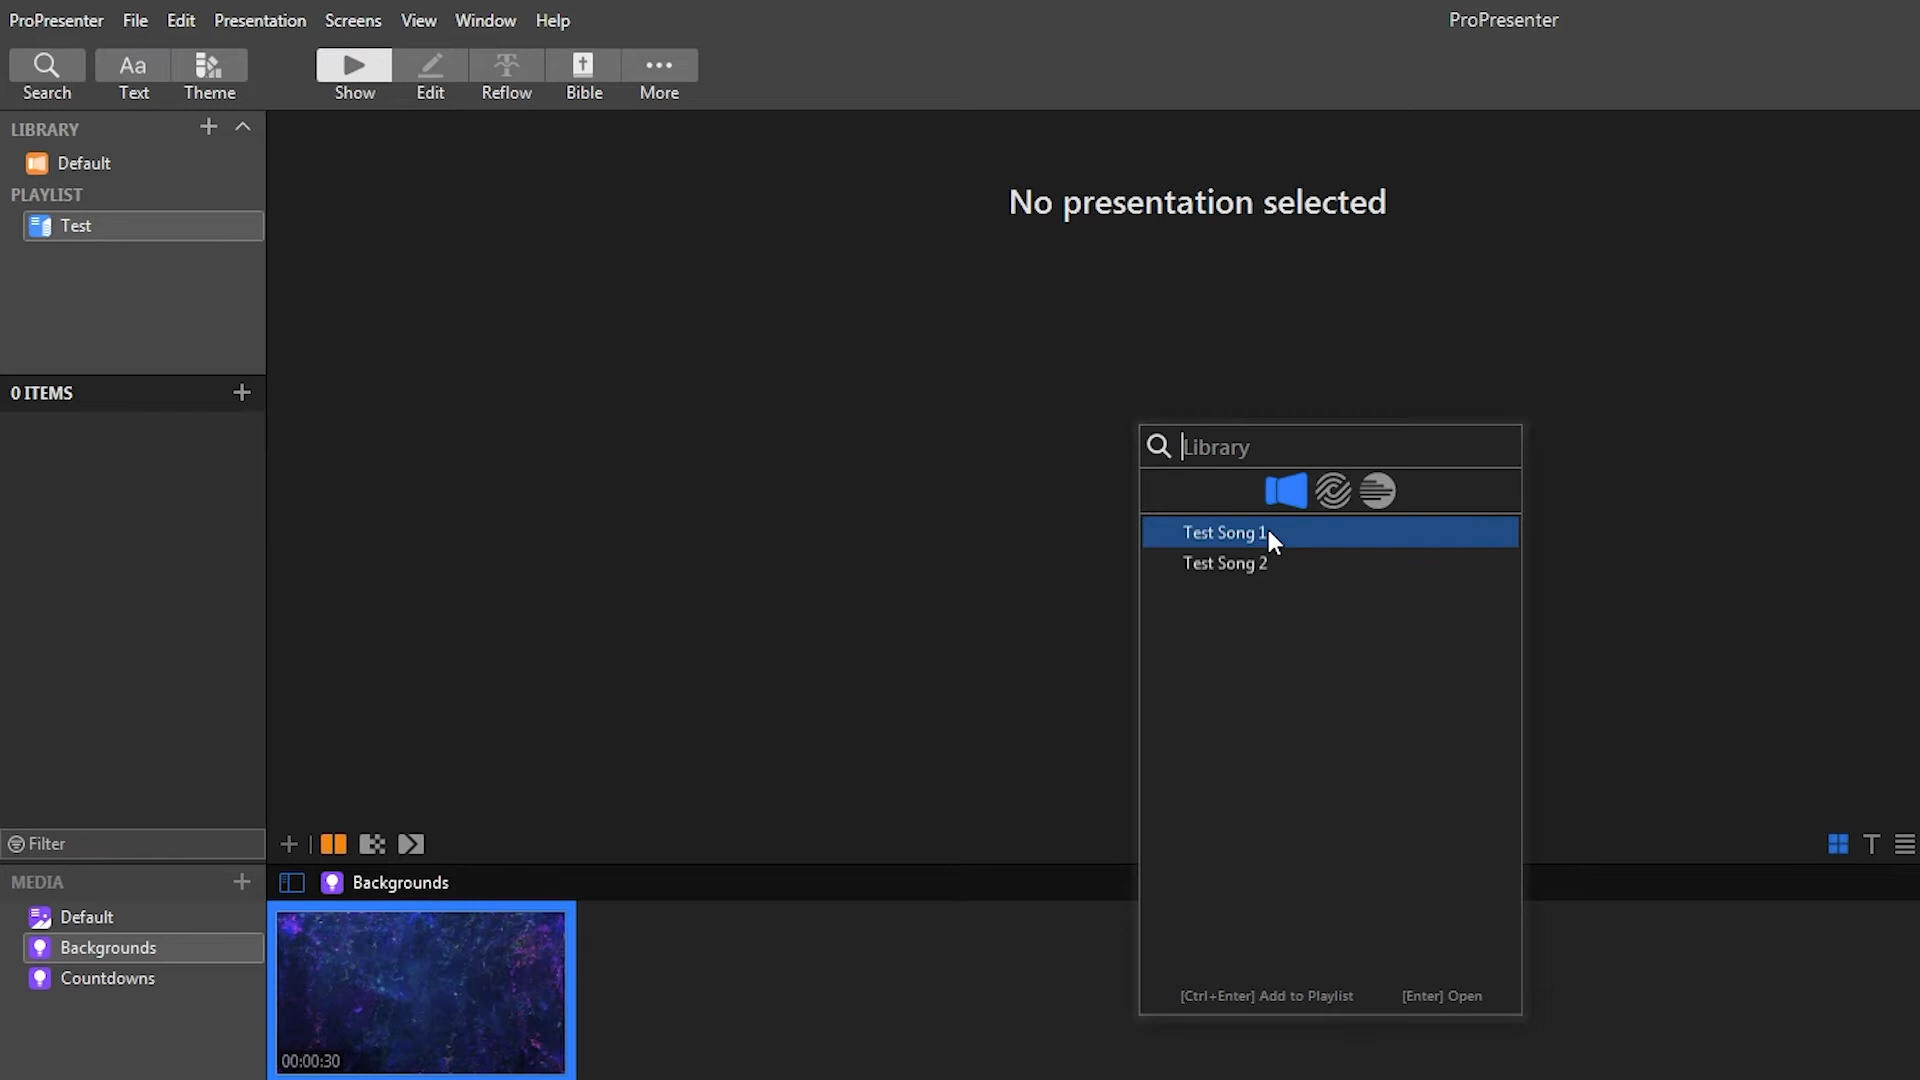 ProPresenter File Edit Presentation Screens View Window Help
ProPresenter
Aa
Search Text Theme Show Edit Reflow Bible More
LIBRARY
Default
PLAYLIST
Test
No presentation selected
0 ITEMS
Library
Test Song 1
Test Song 2
[Ctrl+Enter] Add to Playlist [Enter] Open
Filter
MEDIA
Backgrounds
Default
Backgrounds
Countdowns
00:00:30